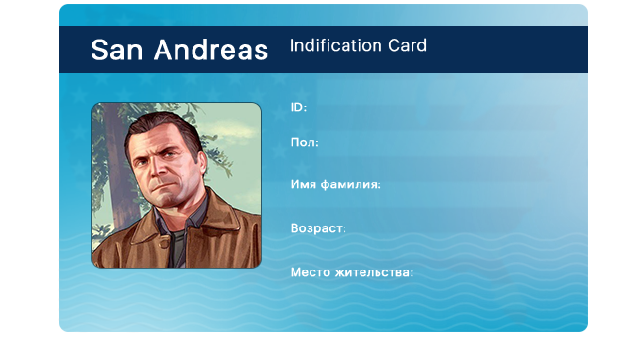 San Andreas Indification Card
ID:
Пол:
Имя фамилия:
Возраст:
Место жительства: